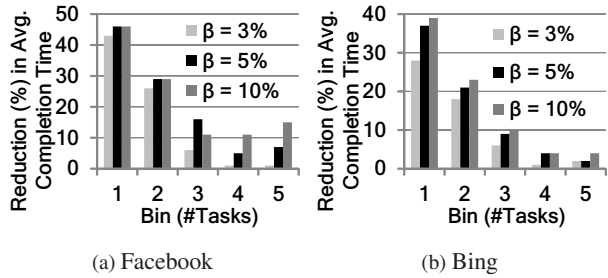 Reduction (%) in Avg.
Completion Time
50
40
30
20
10
0
β = 3%
β = 5%
β = 10%
1 2 3 4 5
Bin (#Tasks)
(a) Facebook
Reduction (%) in Avg.
Completion Time
40
30
20
10
0
β = 3%
β = 5%
β = 10%
1 2 3 4 5
Bin (#Tasks)
(b) Bing